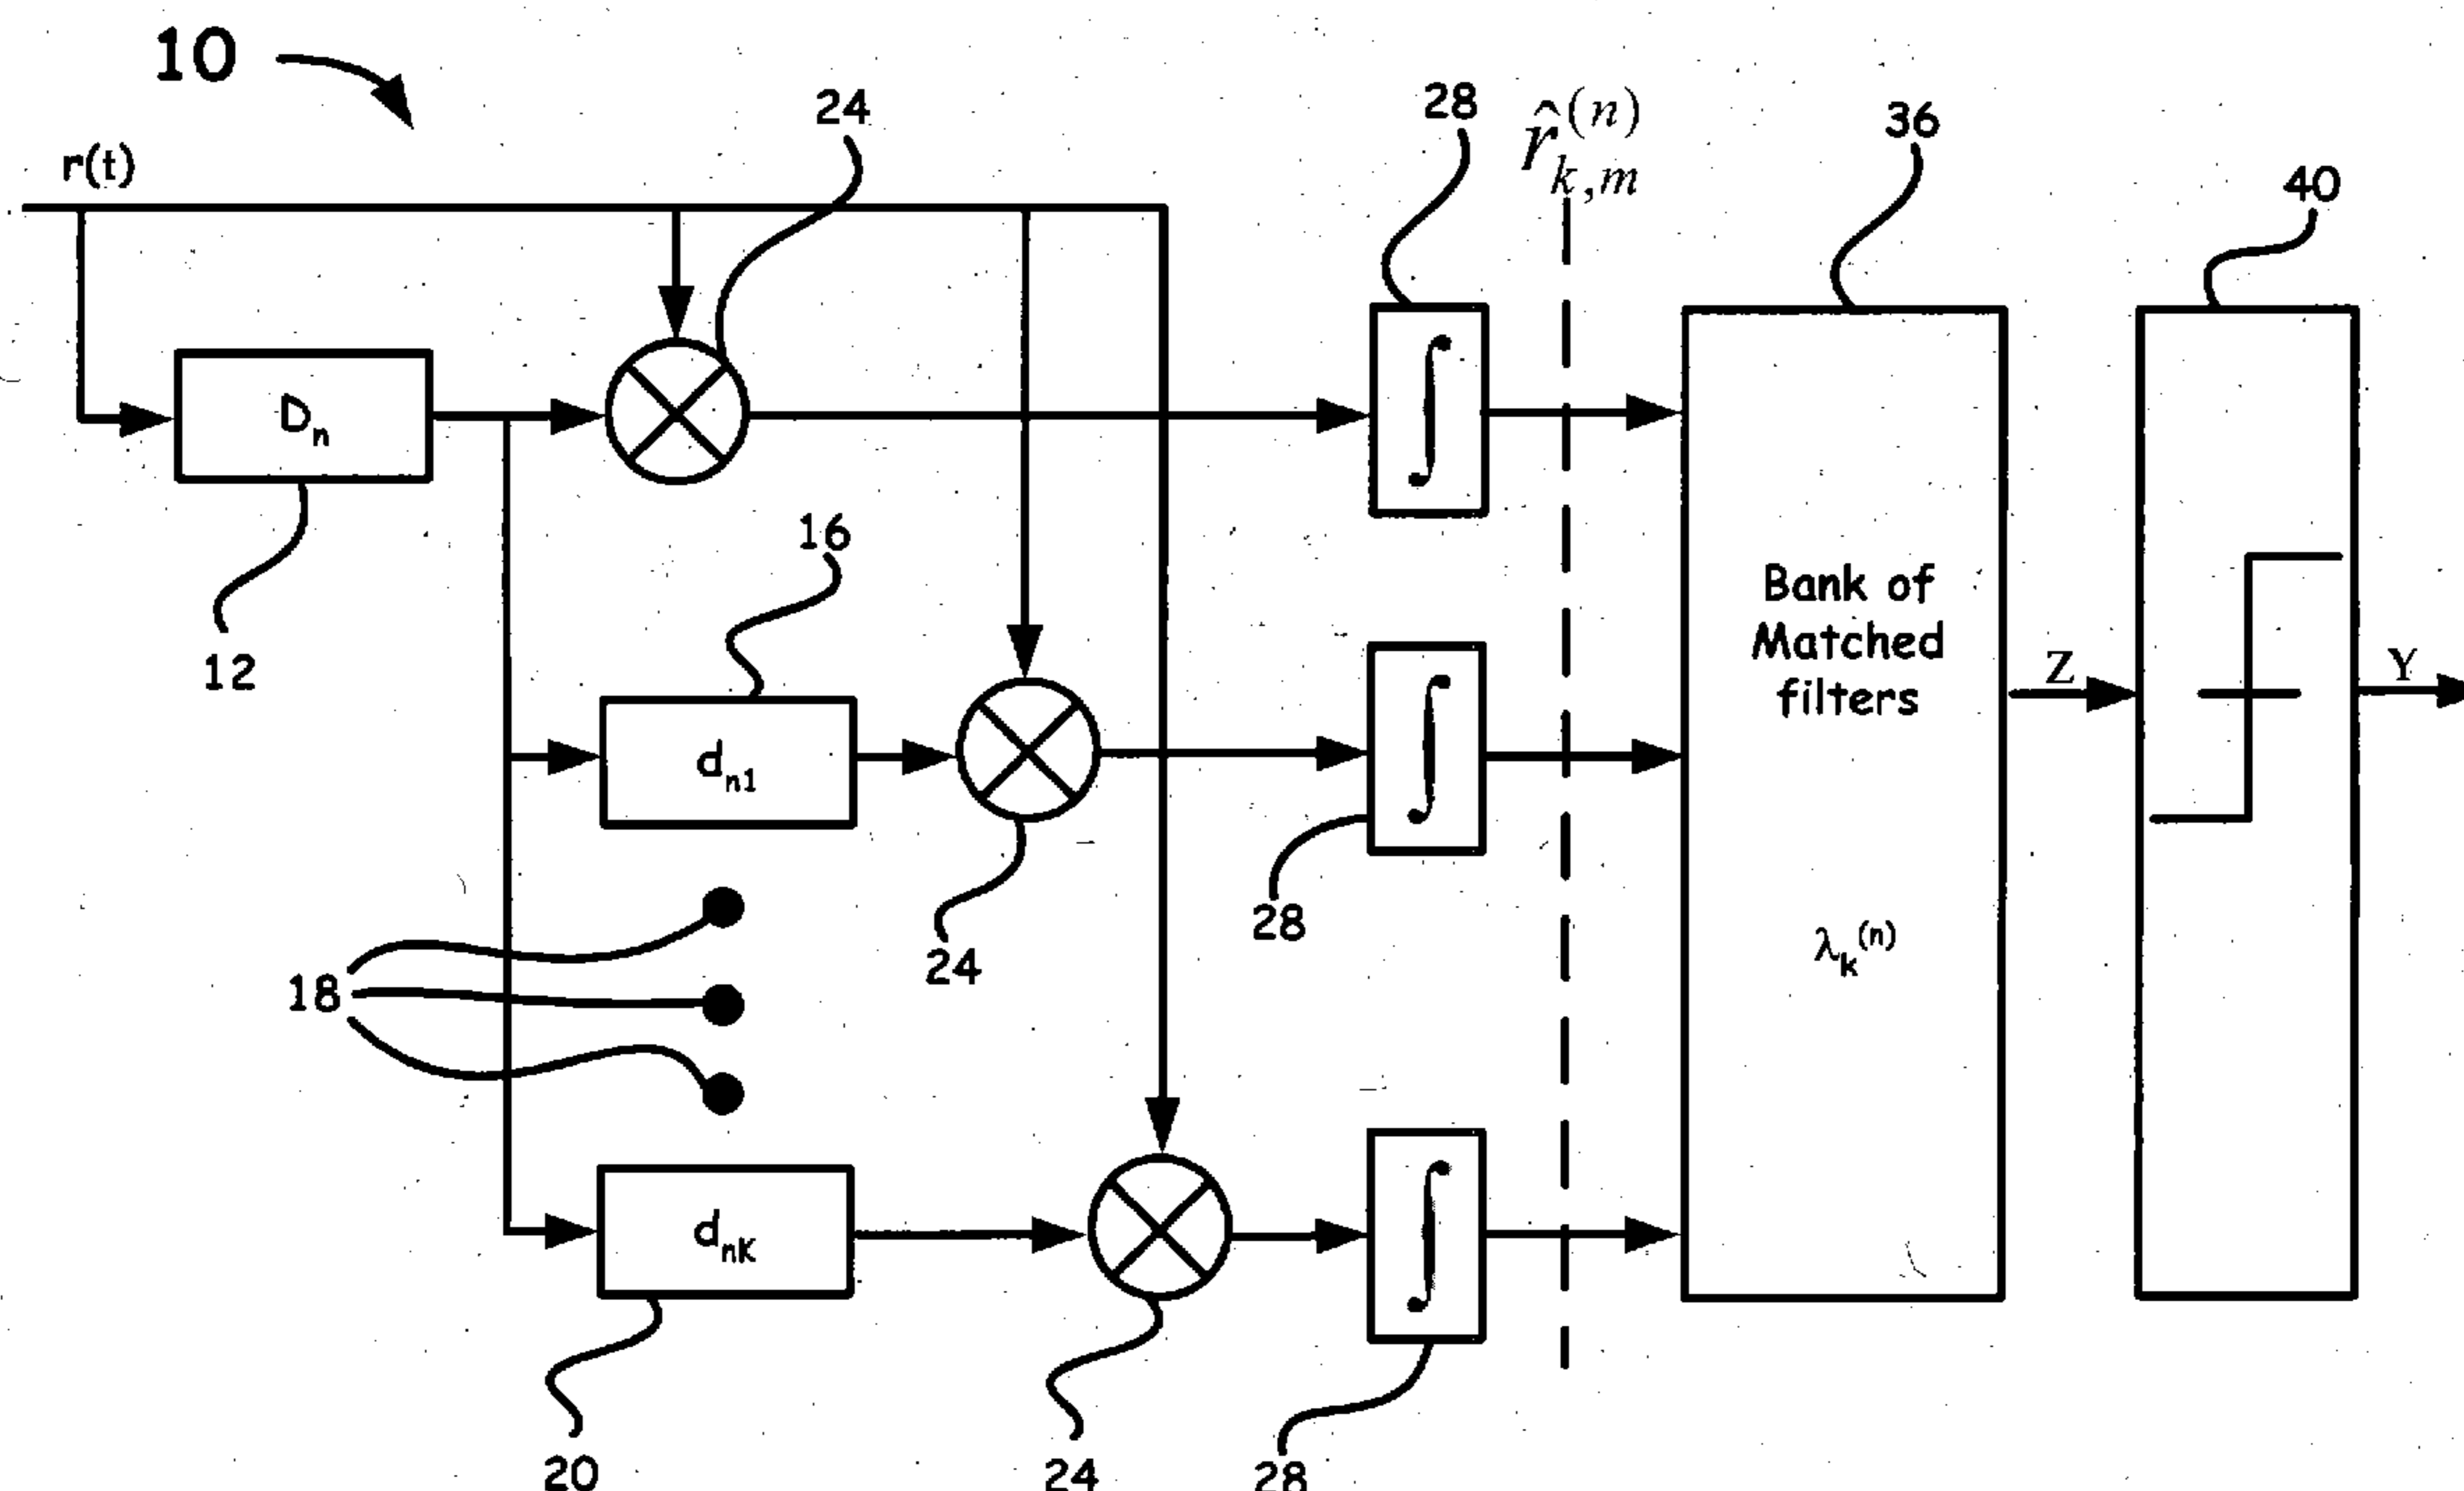 10
24
28
r̂k,m(n)
36
r(t)
40
Dn
∫
16
12
Bank of
Matched
filters
Z
Y
dn1
∫
28
λk(n)
24
18
dnK
∫
20
24
28